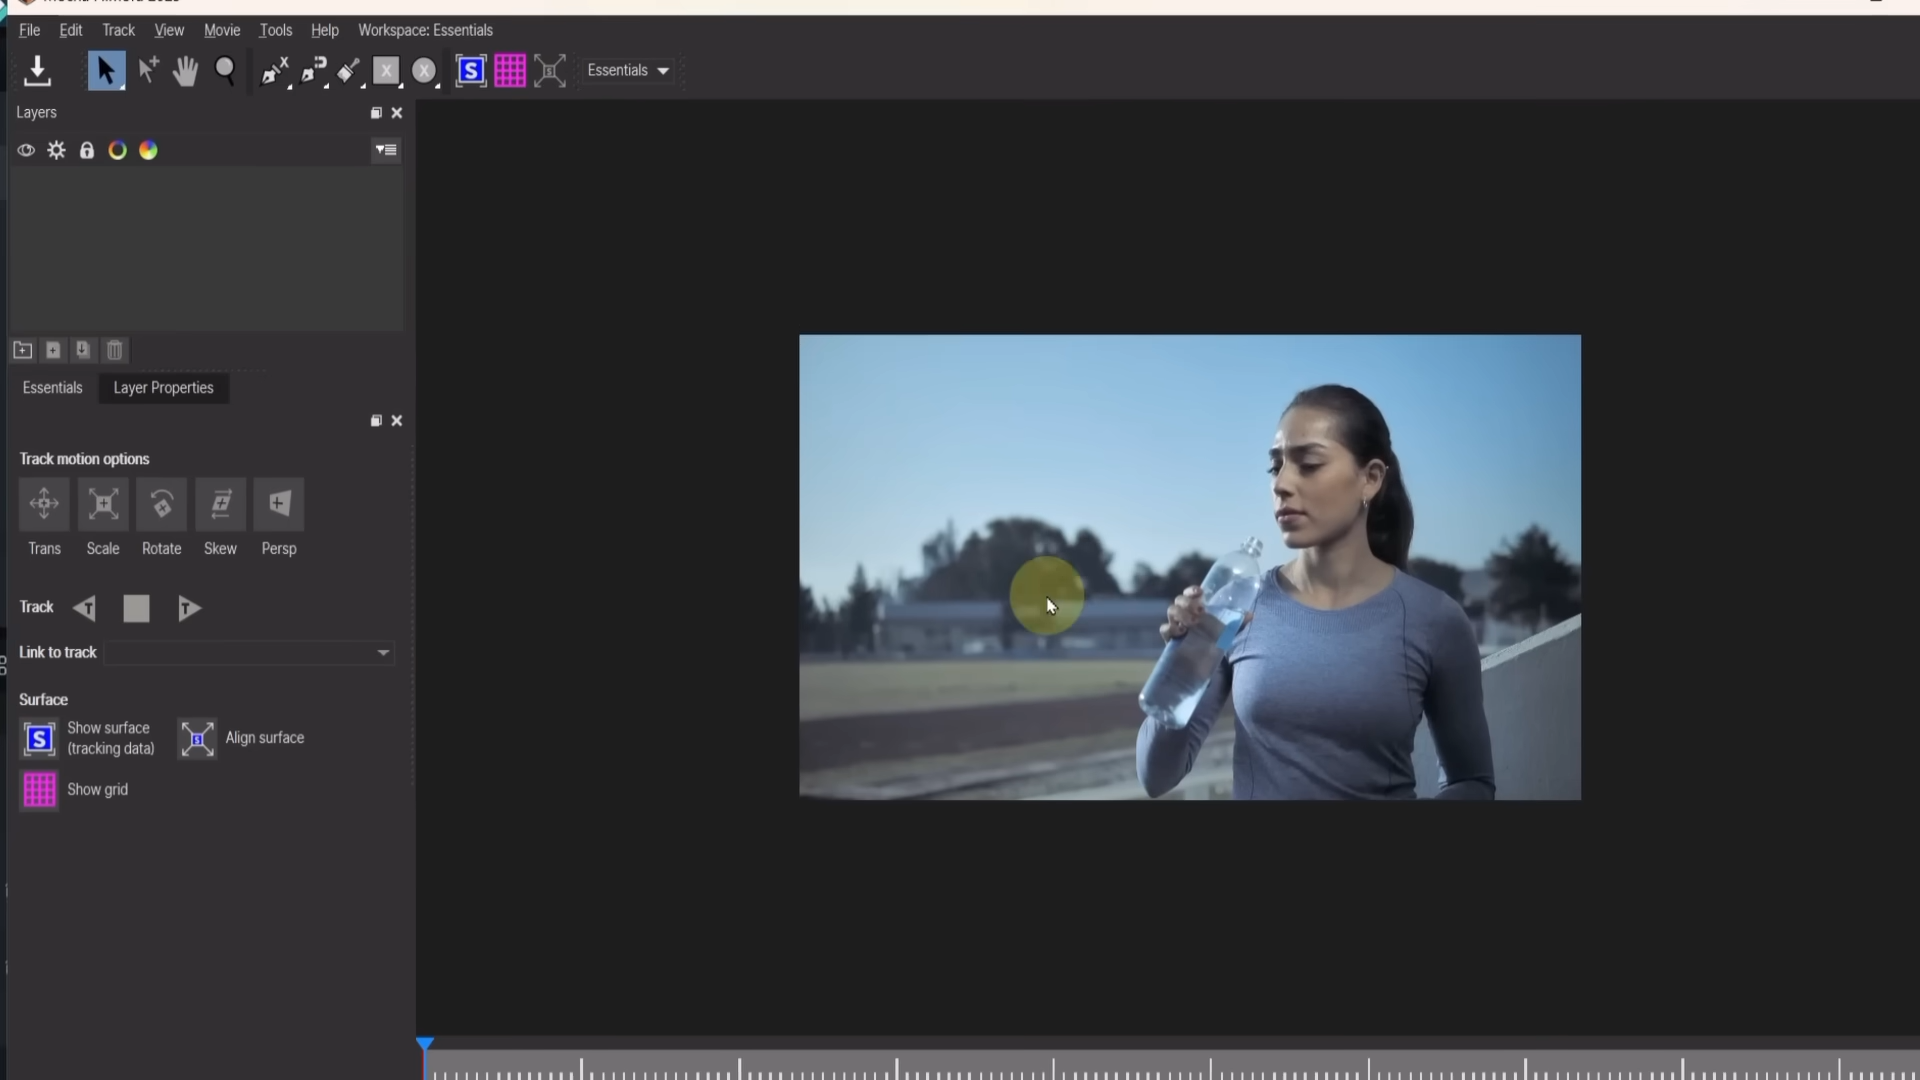 File Edit Track View Movie Tools Help Workspace: Essentials
S Essentials
Layers
Essentials Layer Properties
Track motion options
Trans Scale Rotate Skew Persp
Track
Link to track
Surface
S Show surface
(tracking data)
Align surface
Show grid